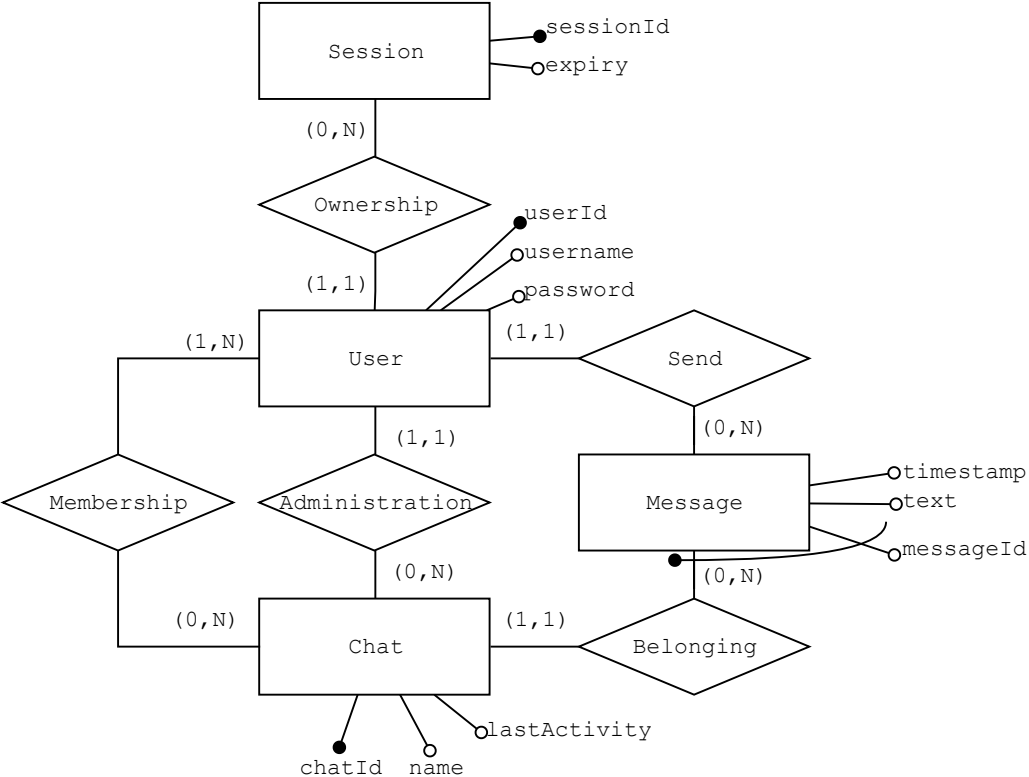 sessionId
Session
expiry
(0,N)
Ownership
userId
username
(1,1)
password
(1,N)
(1,1)
User
Send
(1,1)
(0,N)
timestamp
Membership
Administration
Message
text
messageId
(0,N)
(0,N)
(0,N)
(1,1)
Chat
Belonging
lastActivity
chatId
name